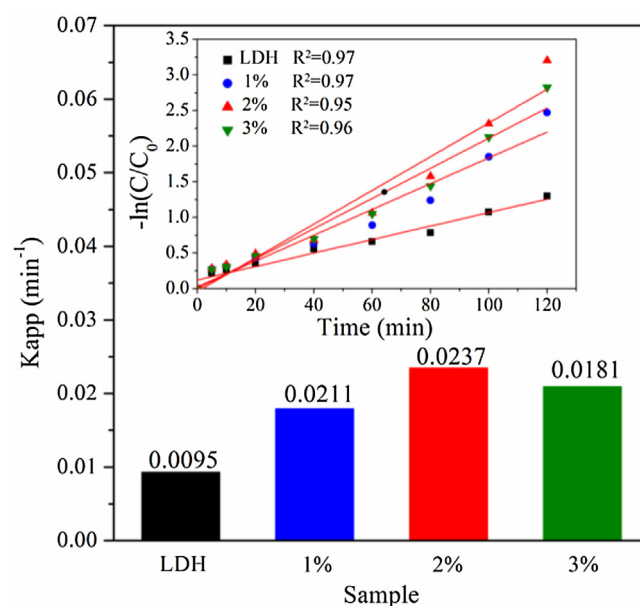 0.07
0.06
0.05
0.04
0.03
0.02
0.01
0.00
Kapp (min⁻¹)
3.5
3.0
2.5
2.0
1.5
1.0
0.5
0.0
-ln(C/C₀)
LDH R²=0.97
1% R²=0.97
2% R²=0.95
3% R²=0.96
0 20 40 60 80 100 120
Time (min)
0.0095
0.0211
0.0237
0.0181
LDH 1% 2% 3%
Sample